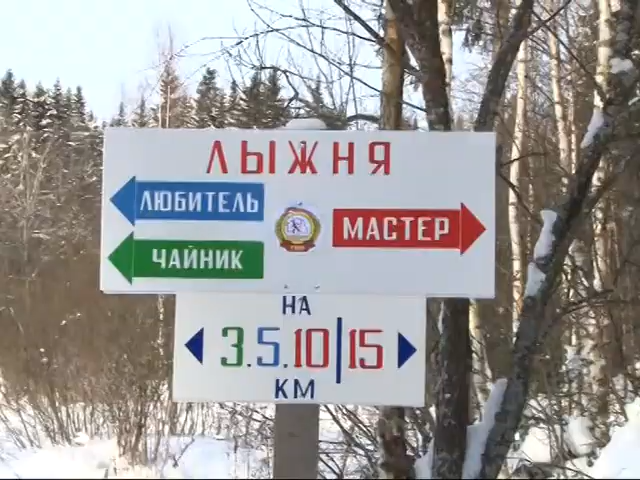 ЛЫЖНЯ
ЛЮБИТЕЛЬ
МАСТЕР
ЧАЙНИК
НА
3.5.10|15
КМ